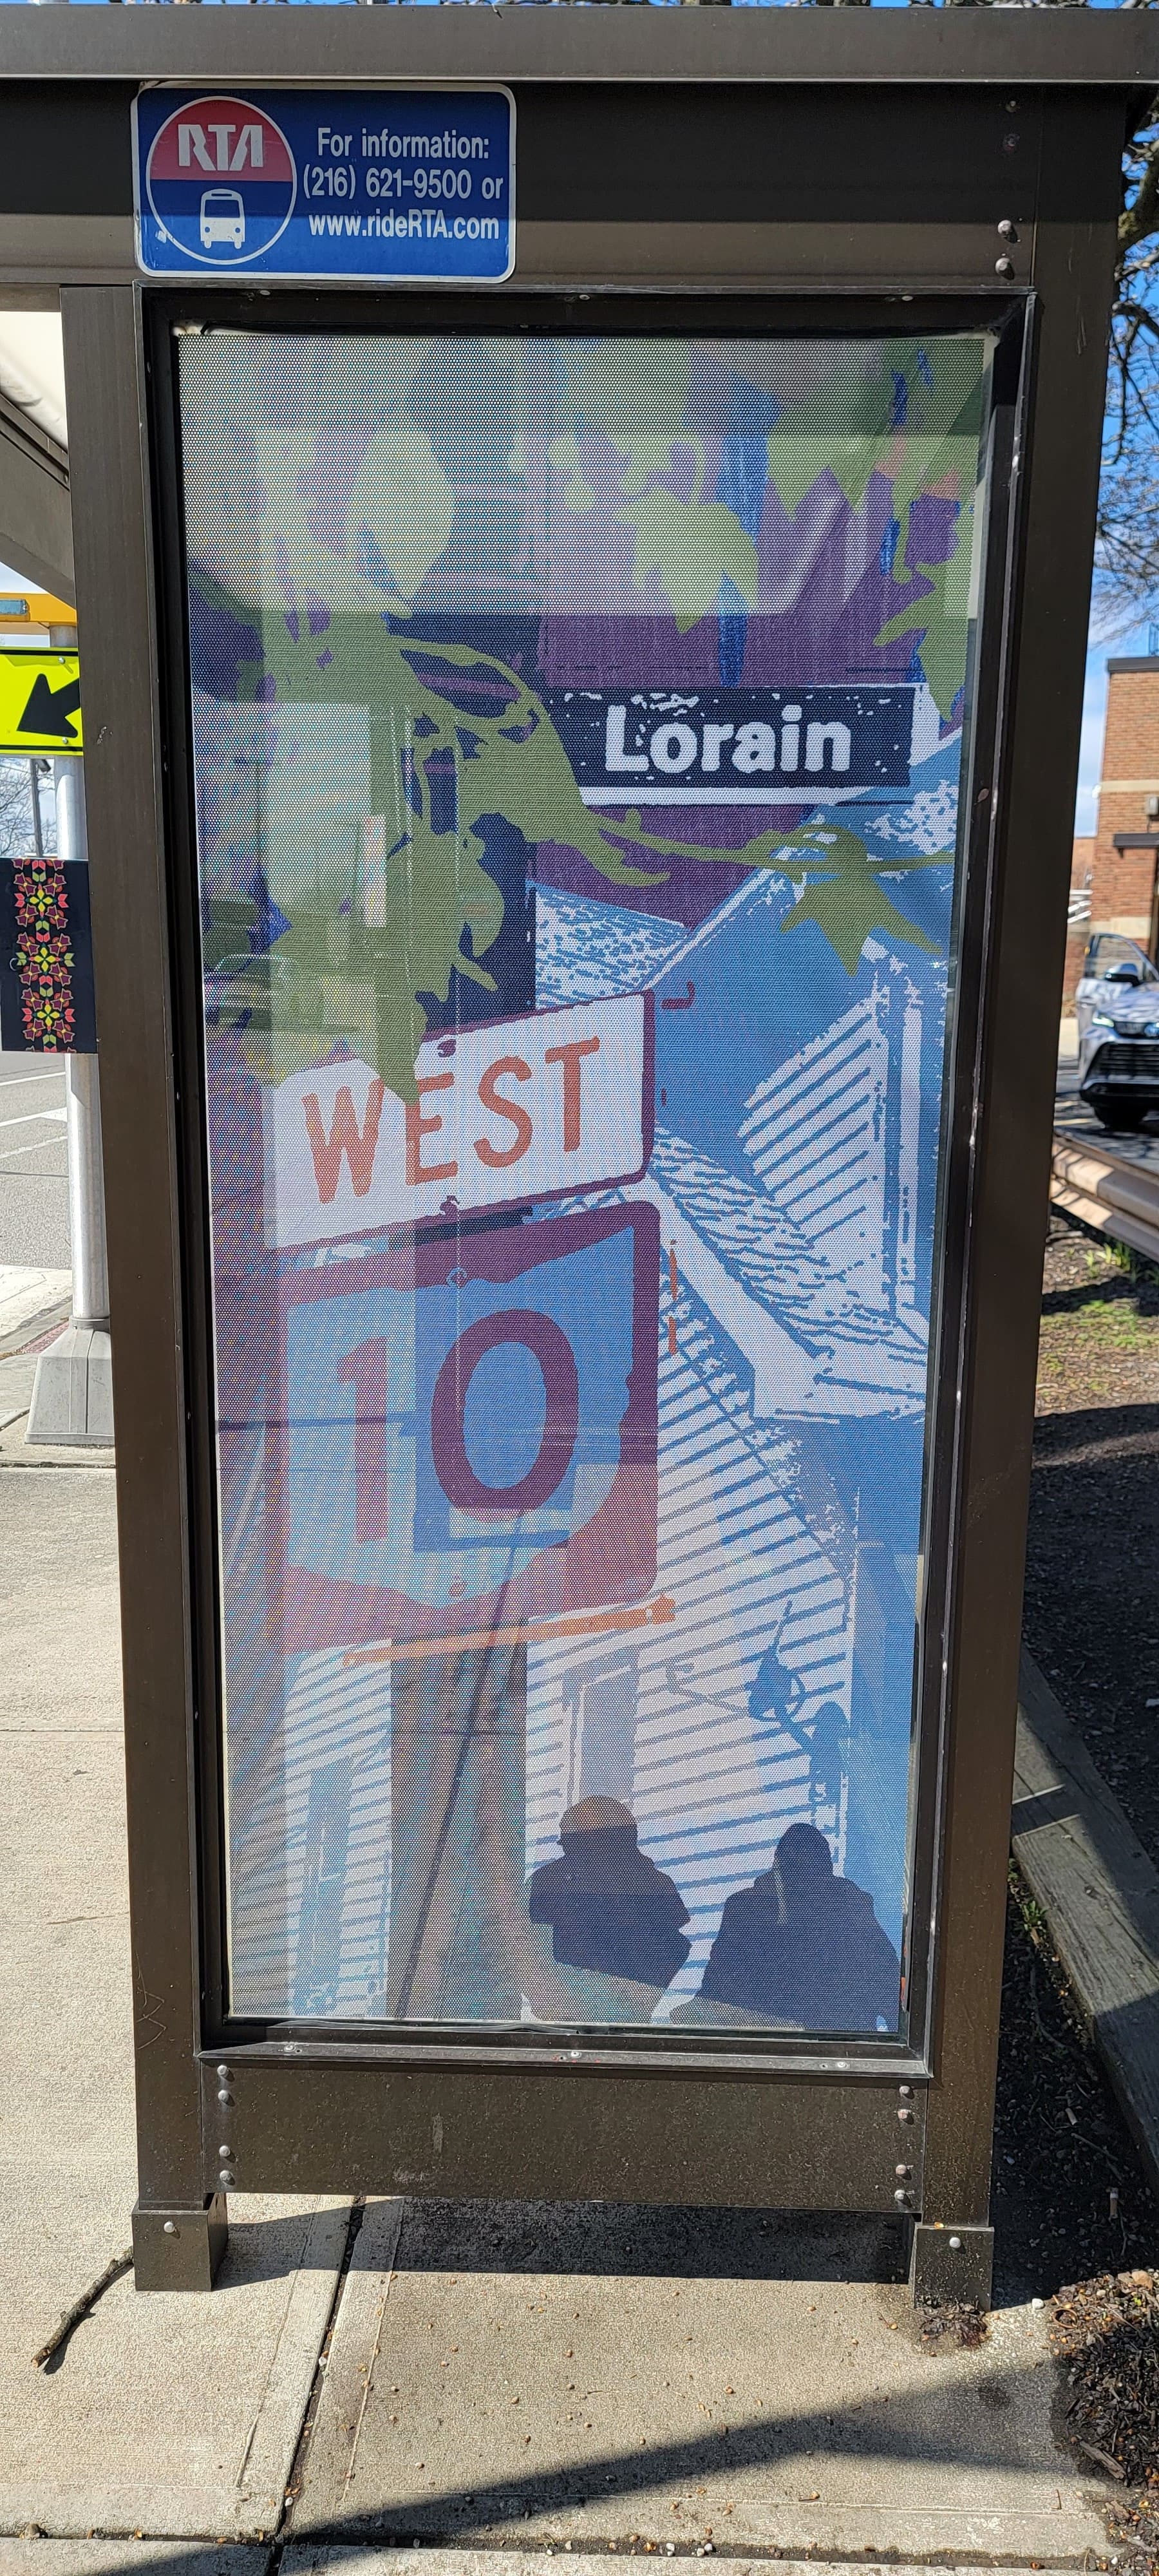 RTA
For information:
(216) 621-9500 or
www.rideRTA.com
Lorain
WEST
10